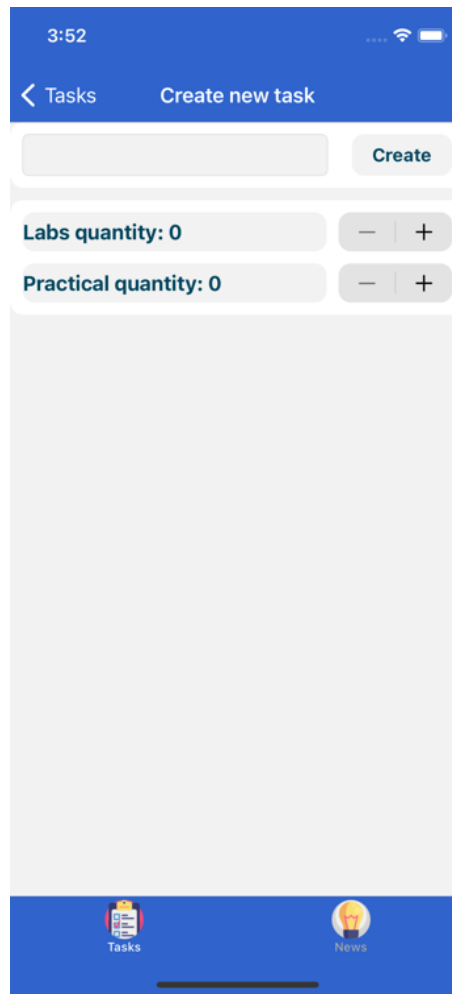 3:52
Tasks Create new task
Create
Labs quantity: 0 − +
Practical quantity: 0 − +
Tasks News